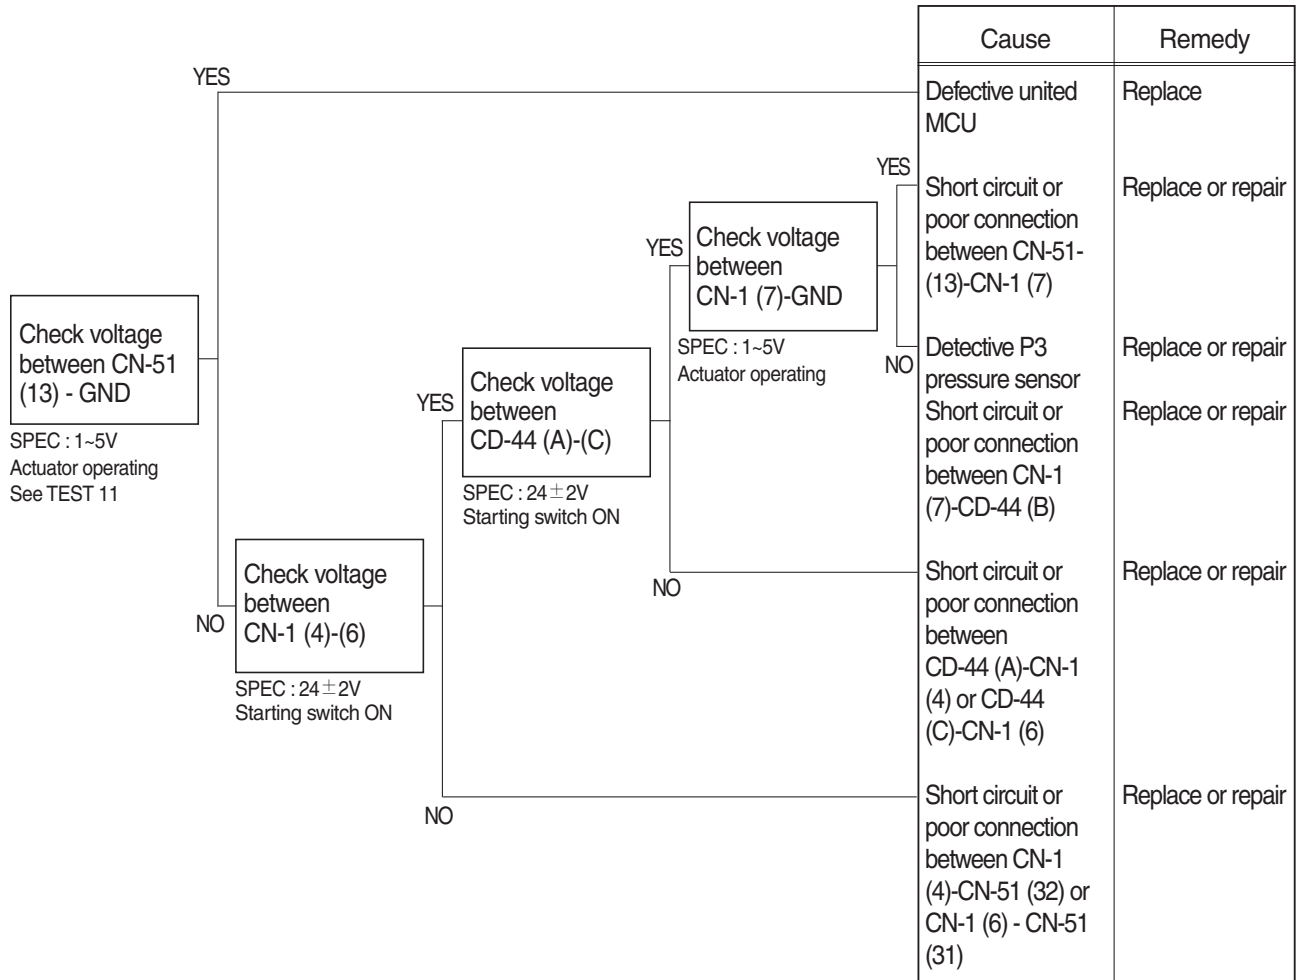 Cause
Remedy
YES
Defective united
MCU
Replace
YES
Short circuit or
poor connection
between CN-51-
(13)-CN-1 (7)
Replace or repair
YES
Check voltage
between
CN-1 (7)-GND
SPEC : 1~5V
Actuator operating
NO
Detective P3
pressure sensor
Replace or repair
Short circuit or
poor connection
between CN-1
(7)-CD-44 (B)
Replace or repair
Check voltage
between CN-51
(13) - GND
SPEC : 1~5V
Actuator operating
See TEST 11
YES
Check voltage
between
CD-44 (A)-(C)
SPEC : 24±2V
Starting switch ON
NO
Short circuit or
poor connection
between
CD-44 (A)-CN-1
(4) or CD-44
(C)-CN-1 (6)
Replace or repair
NO
Check voltage
between
CN-1 (4)-(6)
SPEC : 24±2V
Starting switch ON
NO
Short circuit or
poor connection
between CN-1
(4)-CN-51 (32) or
CN-1 (6) - CN-51
(31)
Replace or repair